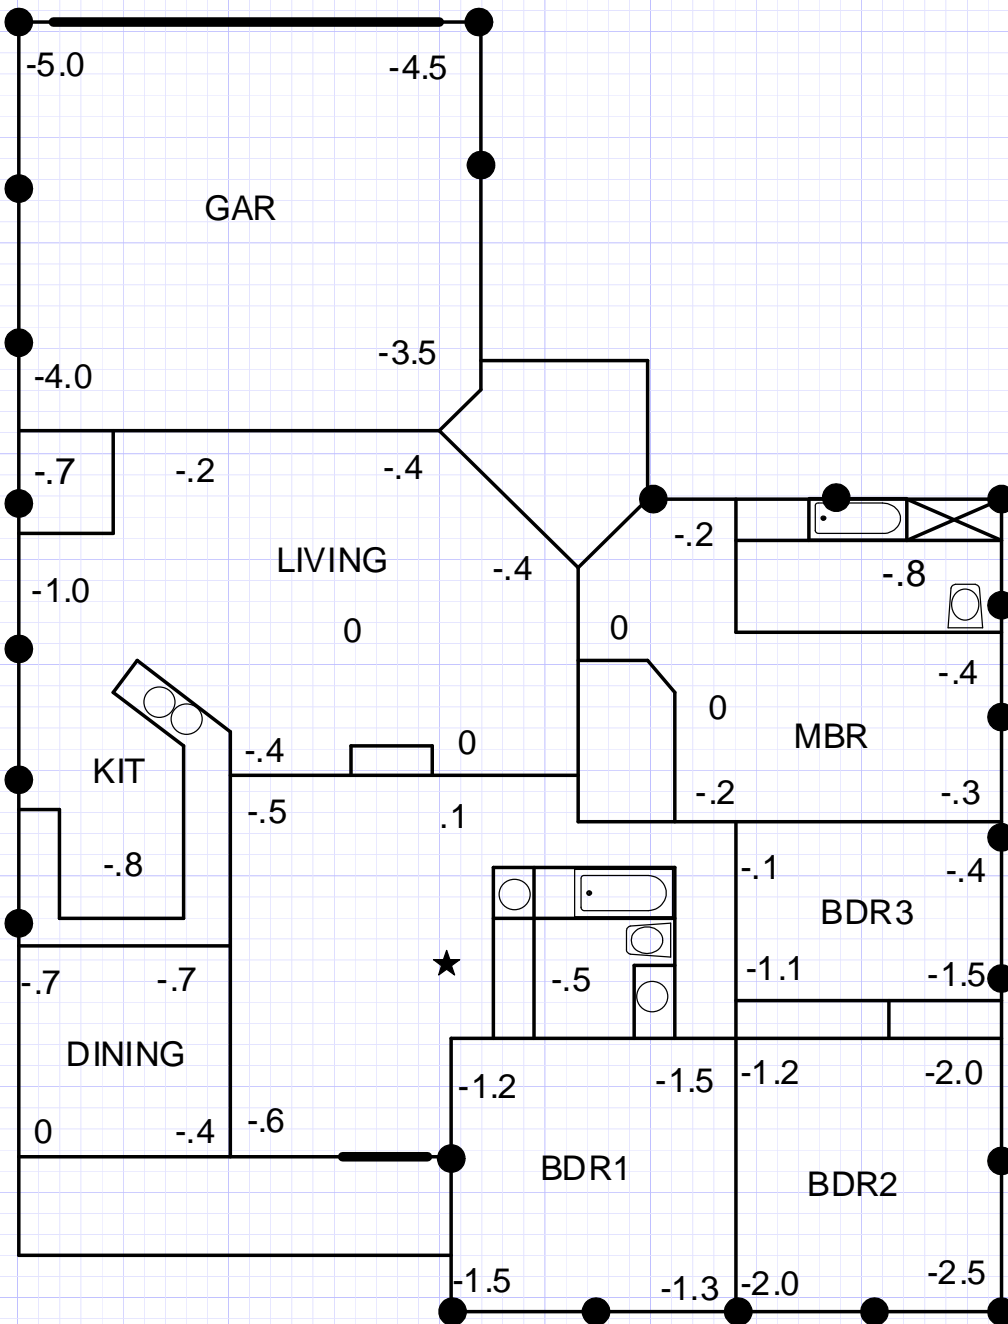 -5.0 -4.5
GAR
-4.0 -3.5
-.7 -.2 -.4
-.2
LIVING -.4 -.8
-1.0
0 0
-.4
0
-.4 0 MBR
KIT
-.2 -.3
-.5 .1
-.8 -.1 -.4
BDR3
-.7 -.7 -.5 -1.1 -1.5
DINING
-1.2 -1.5 -1.2 -2.0
0 -.4 -.6
BDR1 BDR2
-1.5 -1.3 -2.0 -2.5